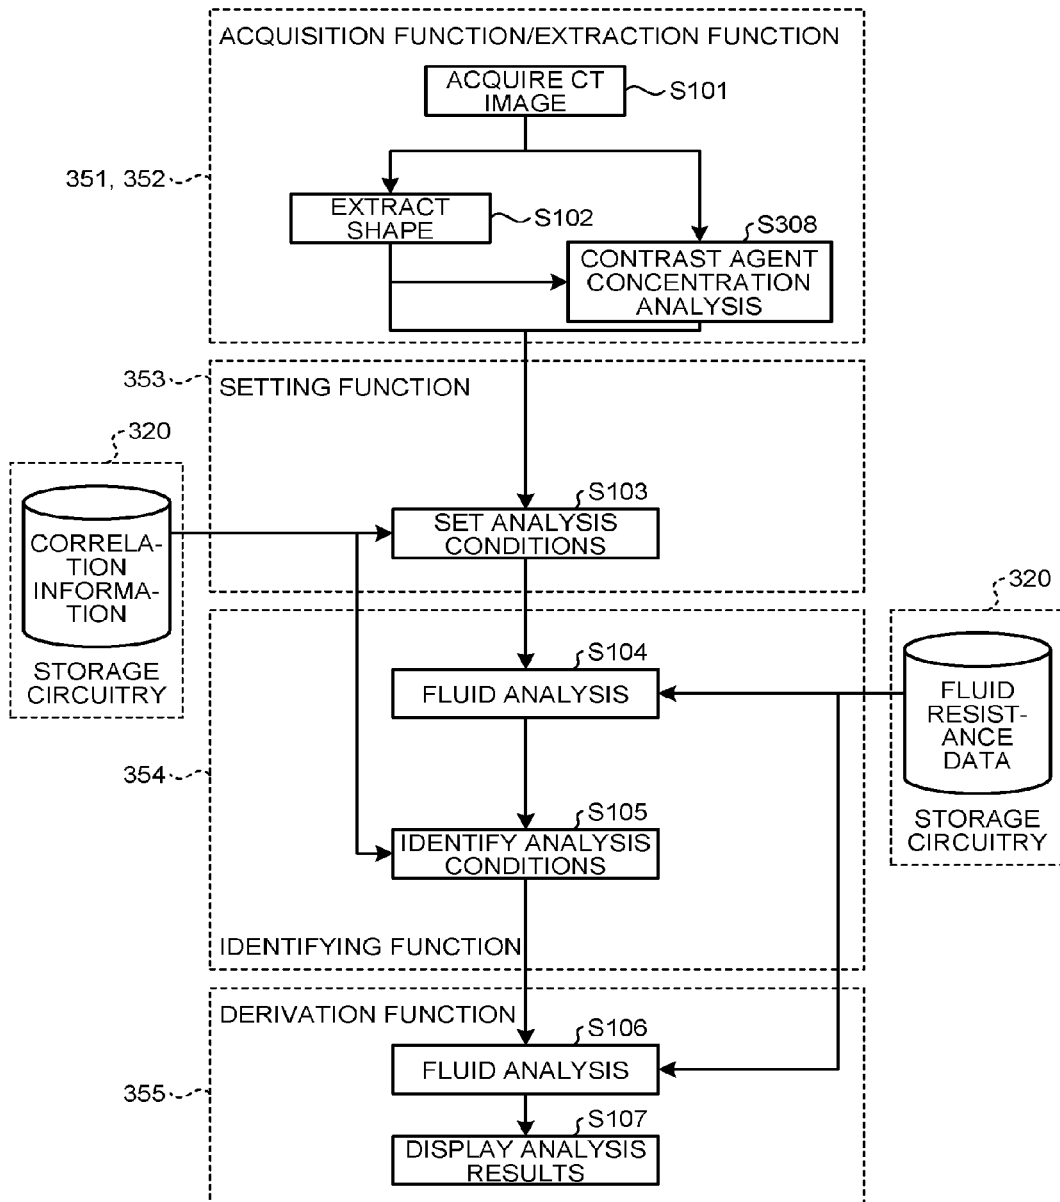 ACQUISITION FUNCTION/EXTRACTION FUNCTION
ACQUIRE CT
IMAGE
S101
351, 352
EXTRACT
SHAPE
S102
S308
CONTRAST AGENT
CONCENTRATION
ANALYSIS
353
SETTING FUNCTION
320
CORRELA-
TION
INFORMA-
TION
STORAGE
CIRCUITRY
S103
SET ANALYSIS
CONDITIONS
320
FLUID
RESIST-
ANCE
DATA
STORAGE
CIRCUITRY
S104
FLUID ANALYSIS
354
S105
IDENTIFY ANALYSIS
CONDITIONS
IDENTIFYING FUNCTION
DERIVATION FUNCTION
S106
FLUID ANALYSIS
355
S107
DISPLAY ANALYSIS
RESULTS